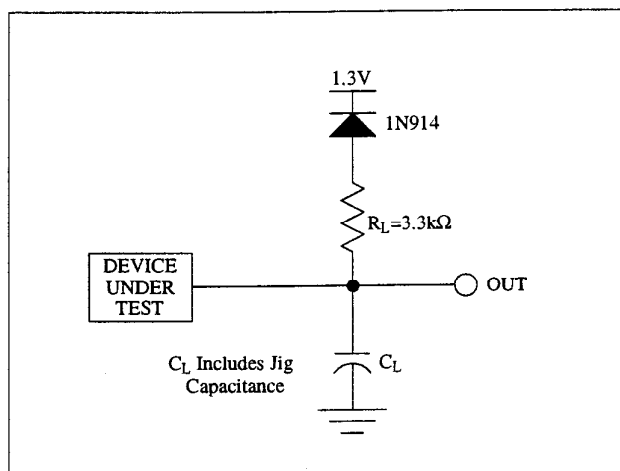 1.3V
1N914
R_L=3.3kΩ
DEVICE
UNDER
TEST
OUT
C_L Includes Jig
Capacitance
C_L